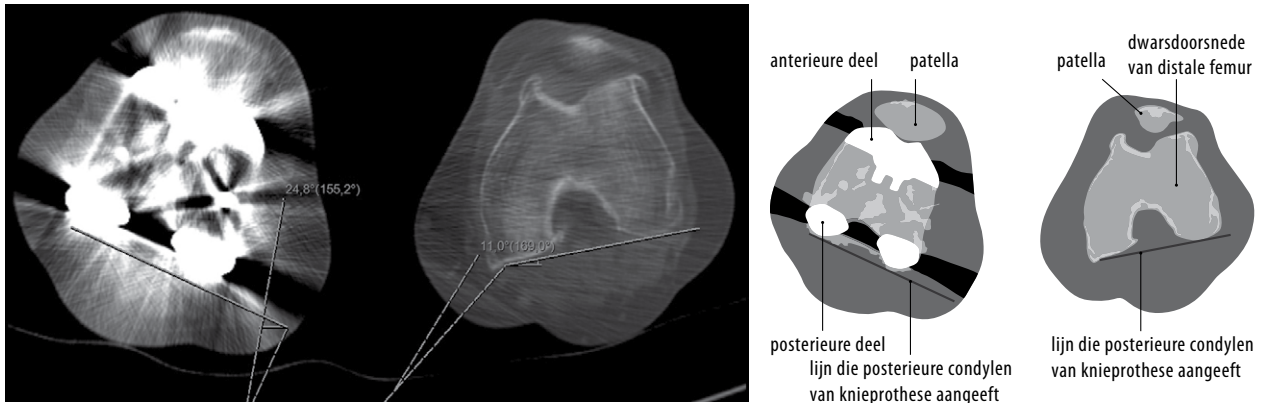 24,8°(155,2°)
11,0°(169,0°)
anterieure deel
patella
posterieure deel
lijn die posterieure condylen
van knieprothese aangeeft
dwarsdoorsnede
van distale femur
patella
lijn die posterieure condylen
van knieprothese aangeeft